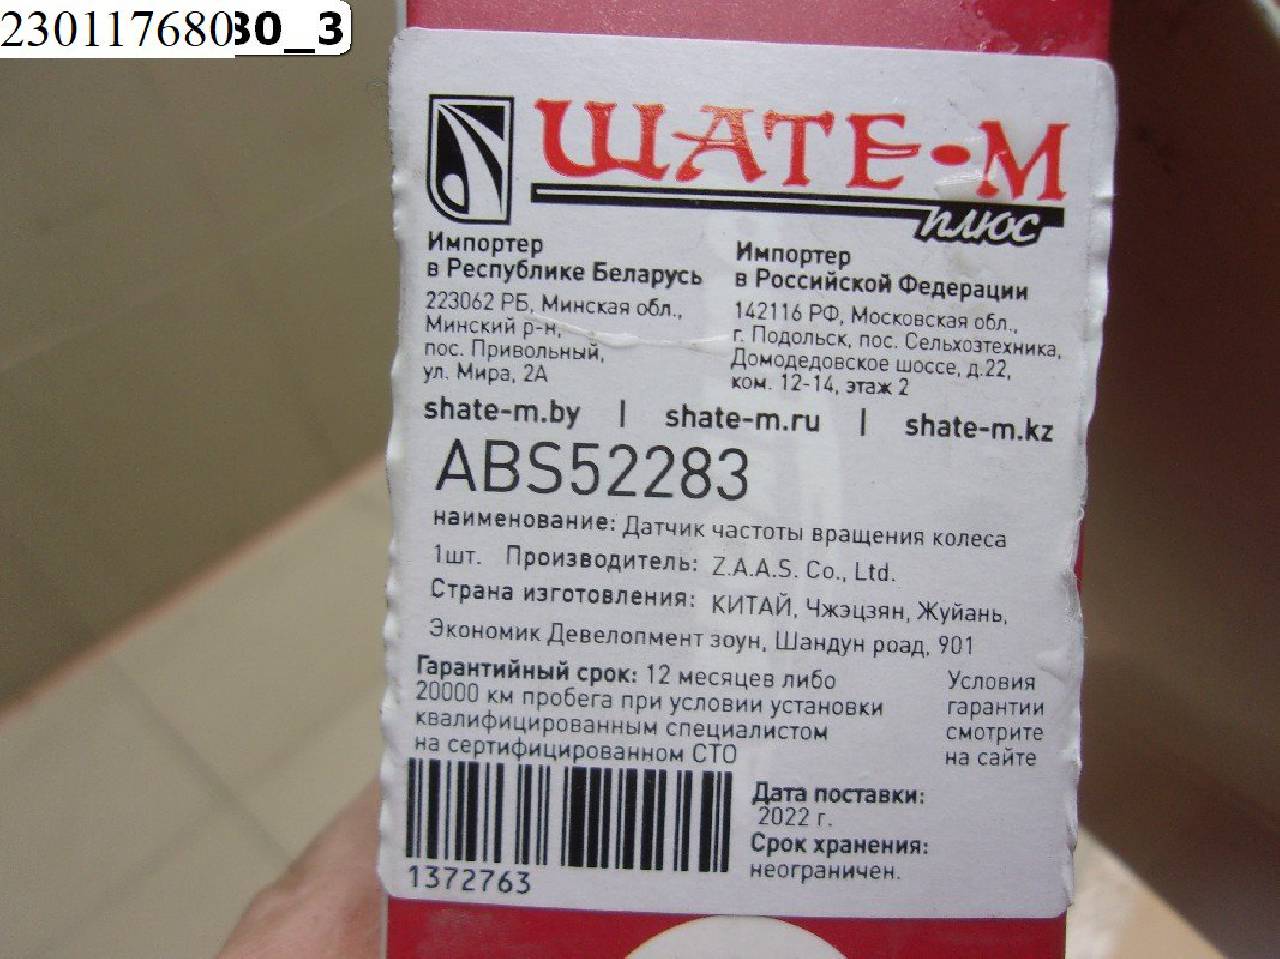 230117680
30_3
ШАТЕ-М
плюс
Импортер
в Республике Беларусь
223062 РБ, Минская обл.,
Минский р-н,
пос. Привольный,
ул. Мира, 2А
Импортер
в Российской Федерации
142116 РФ, Московская обл.,
г. Подольск, пос. Сельхозтехника,
Домодедовское шоссе, д.22,
ком. 12-14, этаж 2
shate-m.by | shate-m.ru | shate-m.kz
ABS52283
наименование: Датчик частоты вращения колеса
1шт. Производитель: Z.A.A.S. Co., Ltd.
Страна изготовления: КИТАЙ, Чжэцзян, Жуйань,
Экономик Девелопмент зоун, Шандун роад, 901
Гарантийный срок: 12 месяцев либо
20000 км пробега при условии установки
квалифицированным специалистом
на сертифицированном СТО
Условия
гарантии
смотрите
на сайте
1372763
Дата поставки:
2022 г.
Срок хранения:
неограничен.